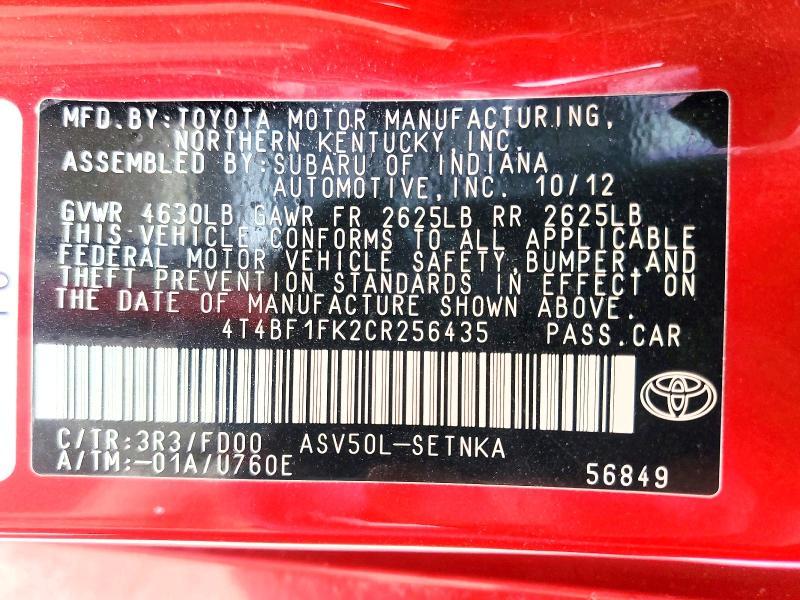 MFD.BY:TOYOTA MOTOR MANUFACTURING,
NORTHERN KENTUCKY,INC.
ASSEMBLED BY:SUBARU OF INDIANA
AUTOMOTIVE,INC. 10/12
GVWR 4630LB GAWR FR 2625LB RR 2625LB
THIS VEHICLE CONFORMS TO ALL APPLICABLE
FEDERAL MOTOR VEHICLE SAFETY,BUMPER,AND
THEFT PREVENTION STANDARDS IN EFFECT ON
THE DATE OF MANUFACTURE SHOWN ABOVE.
4T4BF1FK2CR256435 PASS.CAR
C/TR:3R3/FD00 ASV50L-SETNKA
A/TM:-01A/U760E
56849